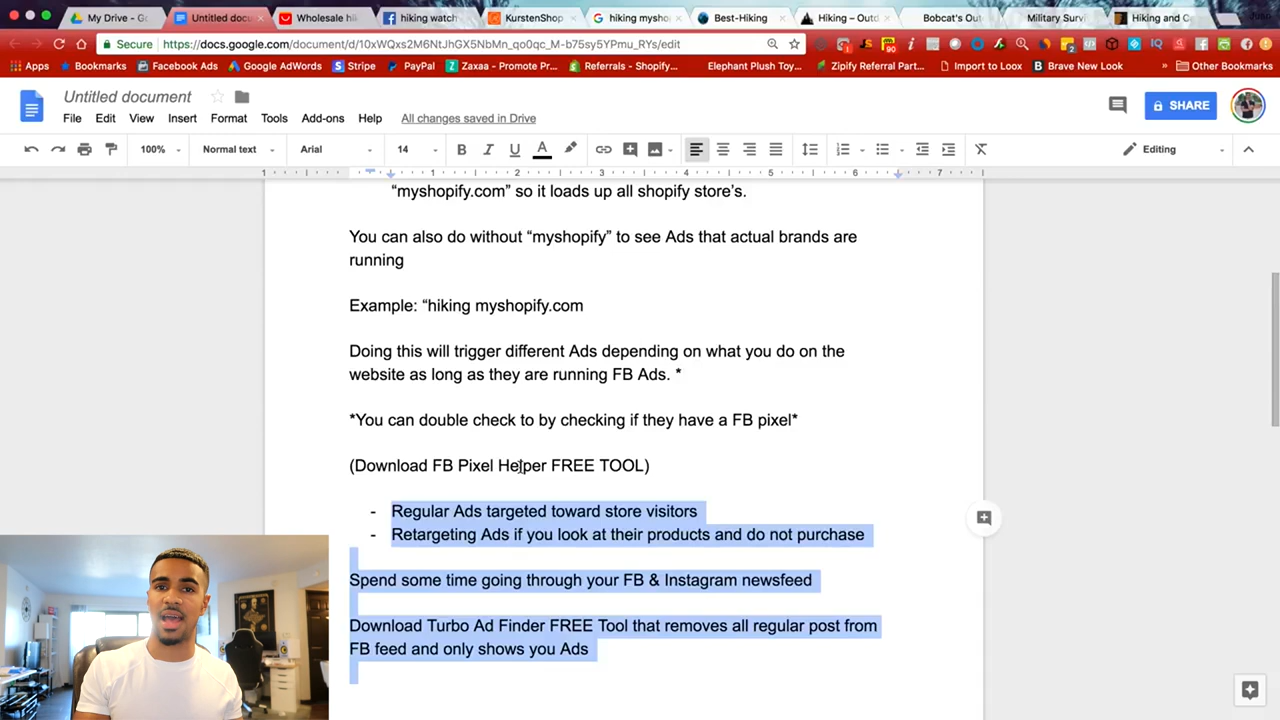 My Drive - G
Untitled docu
Wholesale hi
hiking watch
KurstenShop
hiking mysho
Best-Hiking
Hiking – Outd
Bobcat's Out
Military Survi
Hiking and C
Secure
https://docs.google.com/document/d/10xWQxs2M6NtJhGX5NbMn_qo0qc_M-b75sy5YPmu_RYs/edit
Apps
Bookmarks
Facebook Ads
Google AdWords
Stripe
PayPal
Zaxaa - Promote Pr...
Referrals - Shopify...
Elephant Plush Toy...
Zipify Referral Part...
Import to Loox
Brave New Look
»
Other Bookmarks
Untitled document
File Edit View Insert Format Tools Add-ons Help All changes saved in Drive
SHARE
100% Normal text Arial 14 B I U A Editing
1 1 2 3 4 5 6 7
“myshopify.com” so it loads up all shopify store’s.
You can also do without “myshopify” to see Ads that actual brands are
running
Example: “hiking myshopify.com
Doing this will trigger different Ads depending on what you do on the
website as long as they are running FB Ads. *
*You can double check to by checking if they have a FB pixel*
(Download FB Pixel Helper FREE TOOL)
- Regular Ads targeted toward store visitors
- Retargeting Ads if you look at their products and do not purchase
Spend some time going through your FB & Instagram newsfeed
Download Turbo Ad Finder FREE Tool that removes all regular post from
FB feed and only shows you Ads